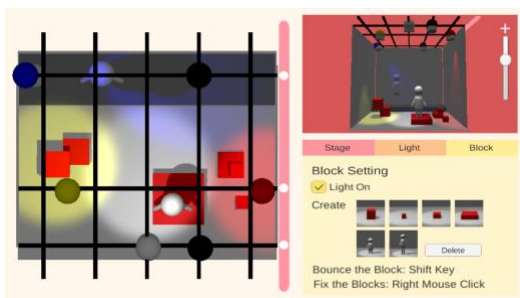 +
Stage Light Block
Block Setting
Light On
Create
Delete
Bounce the Block: Shift Key
Fix the Blocks: Right Mouse Click